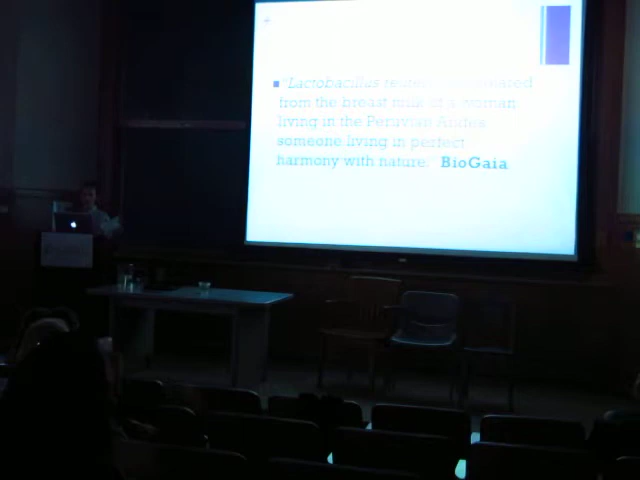 "Lactobacillus reuteri
from the breast milk of a woman
living in the Peruvian Andes,
someone living in perfect
harmony with nature." BioGaia